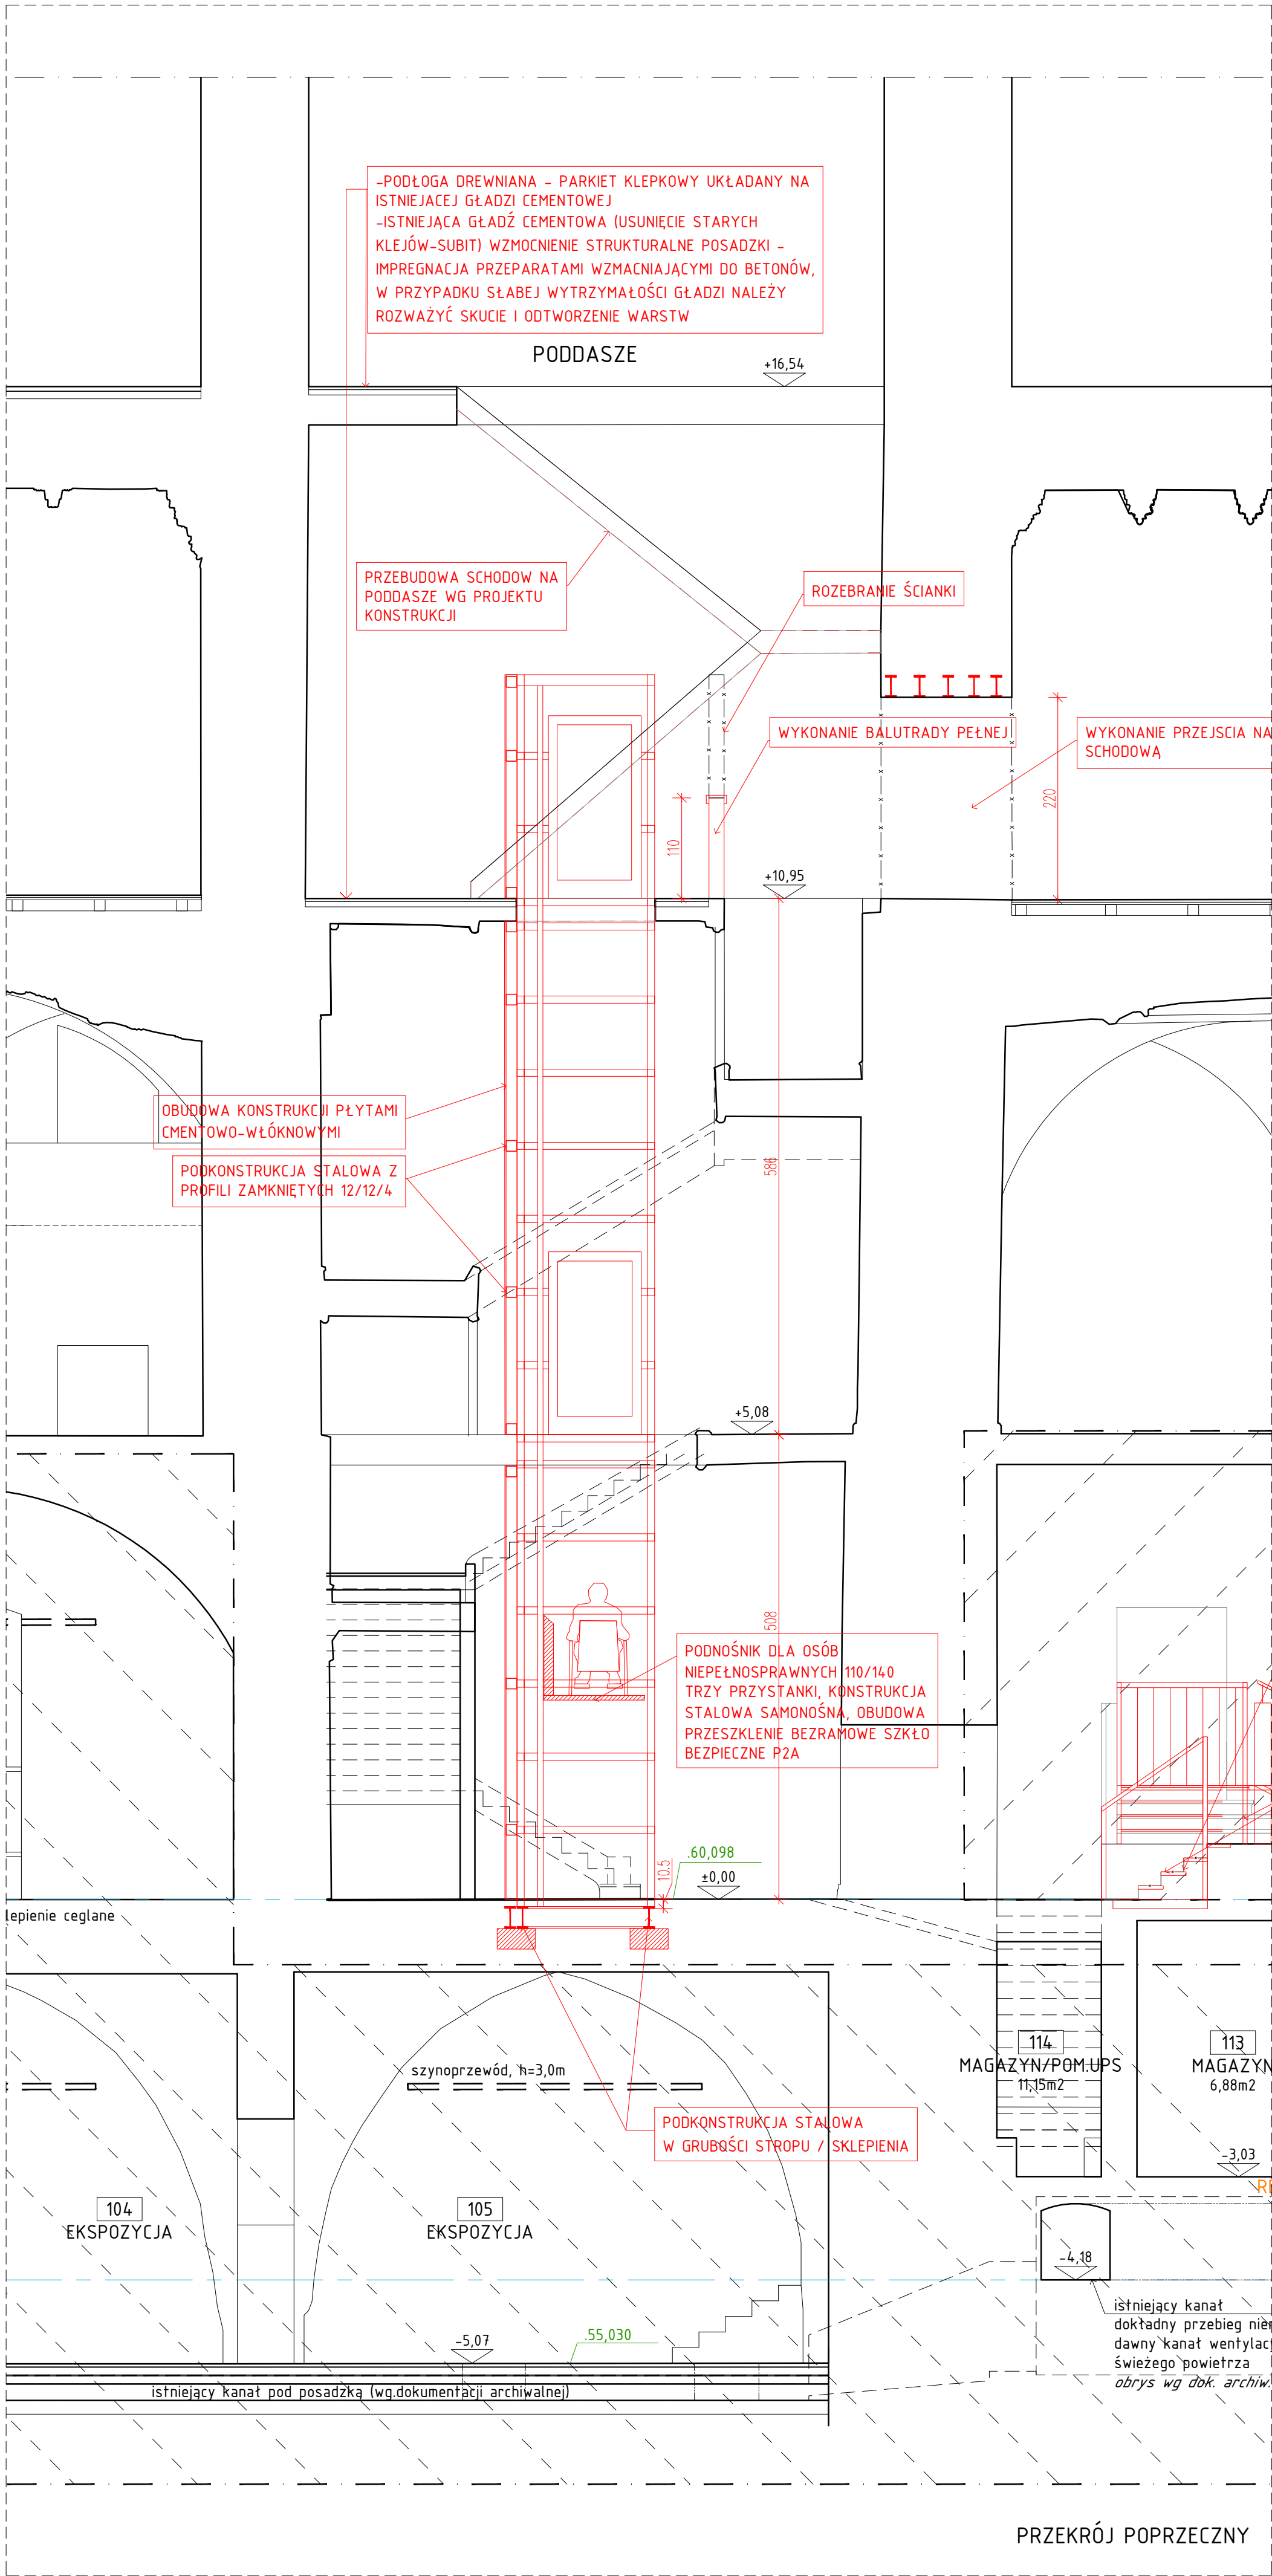 -PODŁOGA DREWNIANA - PARKIET KLEPKOWY UKŁADANY NA
ISTNIEJACEJ GŁADZI CEMENTOWEJ
-ISTNIEJĄCA GŁADŹ CEMENTOWA (USUNIĘCIE STARYCH
KLEJÓW-SUBIT) WZMOCNIENIE STRUKTURALNE POSADZKI -
IMPREGNACJA PRZEPARATAMI WZMACNIAJĄCYMI DO BETONÓW,
W PRZYPADKU SŁABEJ WYTRZYMAŁOŚCI GŁADZI NALEŻY
ROZWAŻYĆ SKUCIE I ODTWORZENIE WARSTW
PODDASZE
+16,54
PRZEBUDOWA SCHODOW NA
PODDASZE WG PROJEKTU
KONSTRUKCJI
ROZEBRANIE ŚCIANKI
WYKONANIE BALUTRADY PEŁNEJ
WYKONANIE PRZEJSCIA NA
SCHODOWĄ
220
110
+10,95
OBUDOWA KONSTRUKCJI PŁYTAMI
CMENTOWO-WŁÓKNOWYMI
PODKONSTRUKCJA STALOWA Z
PROFILI ZAMKNIĘTYCH 12/12/4
586
+5,08
508
PODNOŚNIK DLA OSÓB
NIEPEŁNOSPRAWNYCH 110/140
TRZY PRZYSTANKI, KONSTRUKCJA
STALOWA SAMONOŚNA, OBUDOWA
PRZESZKLENIE BEZRAMOWE SZKŁO
BEZPIECZNE P2A
.60,098
10.5
±0,00
lepienie ceglane
szynoprzewód, h=3,0m
114
MAGAZYN/POM.UPS
11,15m2
113
MAGAZYN
6,88m2
PODKONSTRUKCJA STALOWA
W GRUBOŚCI STROPU / SKLEPIENIA
-3,03
RE
104
EKSPOZYCJA
105
EKSPOZYCJA
-4,18
istniejący kanał
dokładny przebieg nie
dawny kanał wentylac
świeżego powietrza
obrys wg dok. archiw.
-5,07
.55,030
istniejący kanał pod posadzką (wg.dokumentacji archiwalnej)
PRZEKRÓJ POPRZECZNY